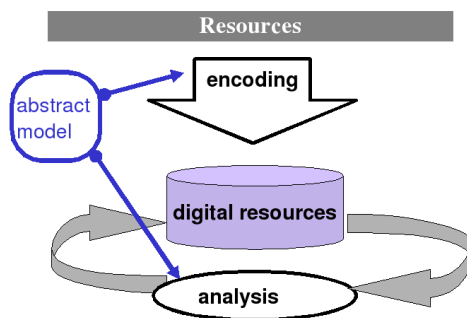 Resources
encoding
abstract
model
digital resources
analysis